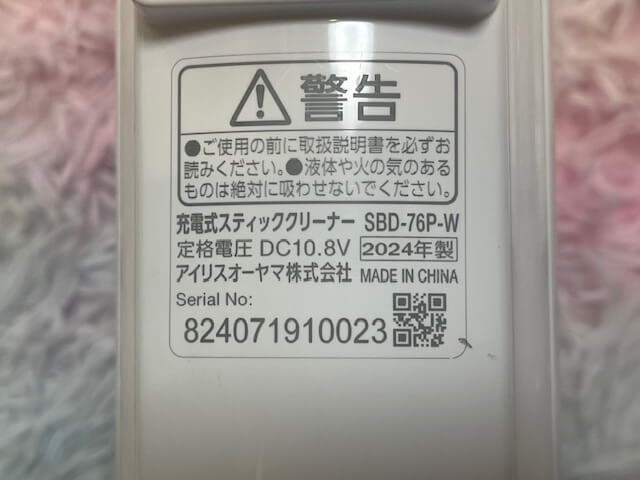 警告
●ご使用の前に取扱説明書を必ずお
読みください。●液体や火の気のある
ものは絶対に吸わせないでください。
充電式スティッククリーナー SBD-76P-W
定格電圧 DC10.8V 2024年製
アイリスオーヤマ株式会社 MADE IN CHINA
Serial No:
824071910023